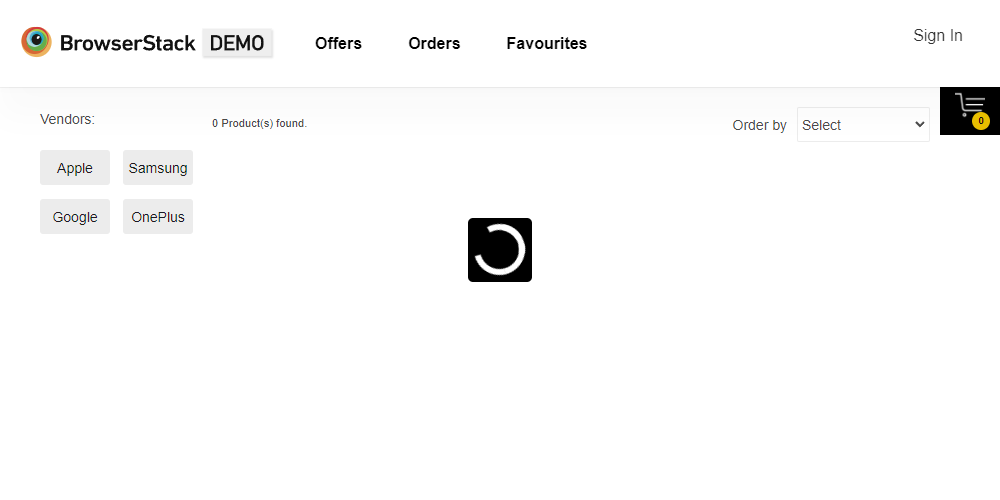 BrowserStack DEMO Offers Orders Favourites Sign In
Vendors: 0 Product(s) found. Order by Select 0
Apple Samsung
Google OnePlus